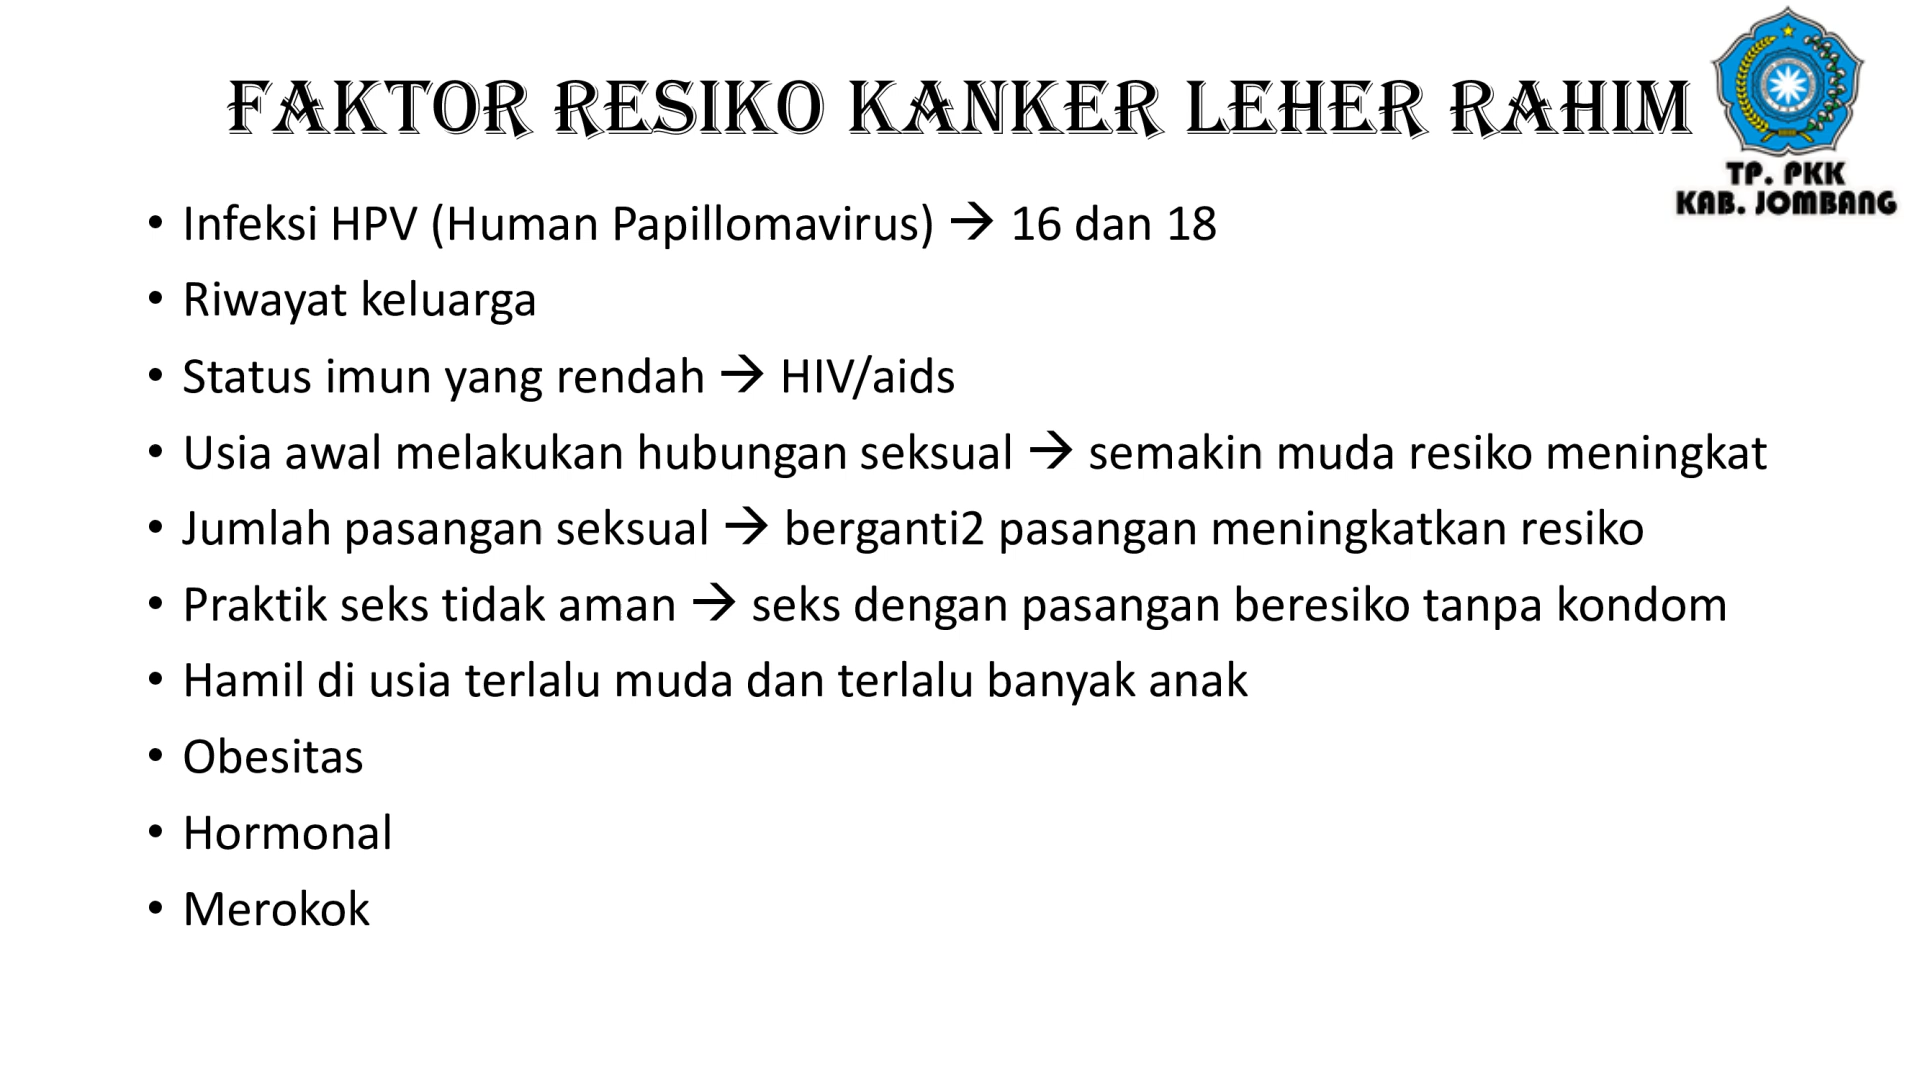 FAKTOR RESIKO KANKER LEHER RAHIM
TP. PKK
KAB. JOMBANG
• Infeksi HPV (Human Papillomavirus) → 16 dan 18
• Riwayat keluarga
• Status imun yang rendah → HIV/aids
• Usia awal melakukan hubungan seksual → semakin muda resiko meningkat
• Jumlah pasangan seksual → berganti2 pasangan meningkatkan resiko
• Praktik seks tidak aman → seks dengan pasangan beresiko tanpa kondom
• Hamil di usia terlalu muda dan terlalu banyak anak
• Obesitas
• Hormonal
• Merokok